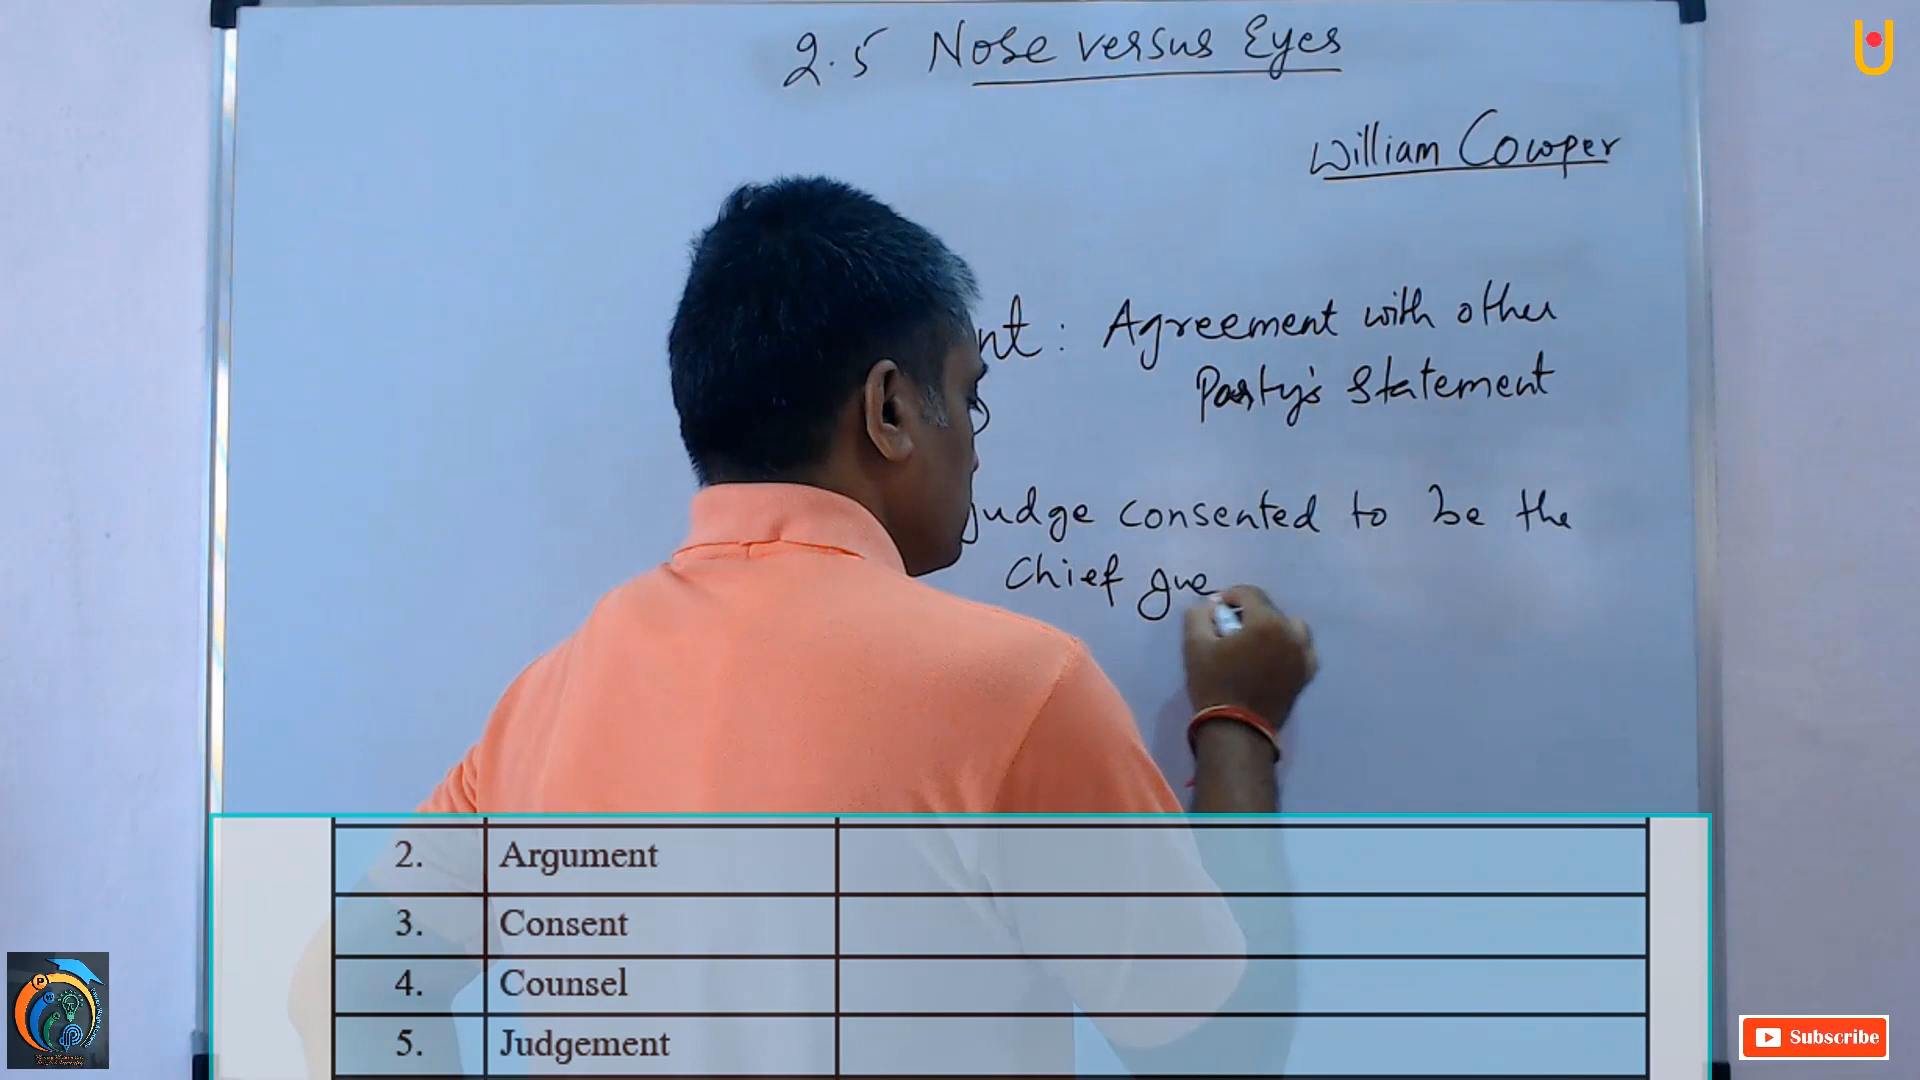 2.5 Nose versus Eyes
William Cowper
nt : Agreement with other
Party's Statement
judge consented to be the
Chief gue
2. Argument
3. Consent
4. Counsel
5. Judgement
Subscribe